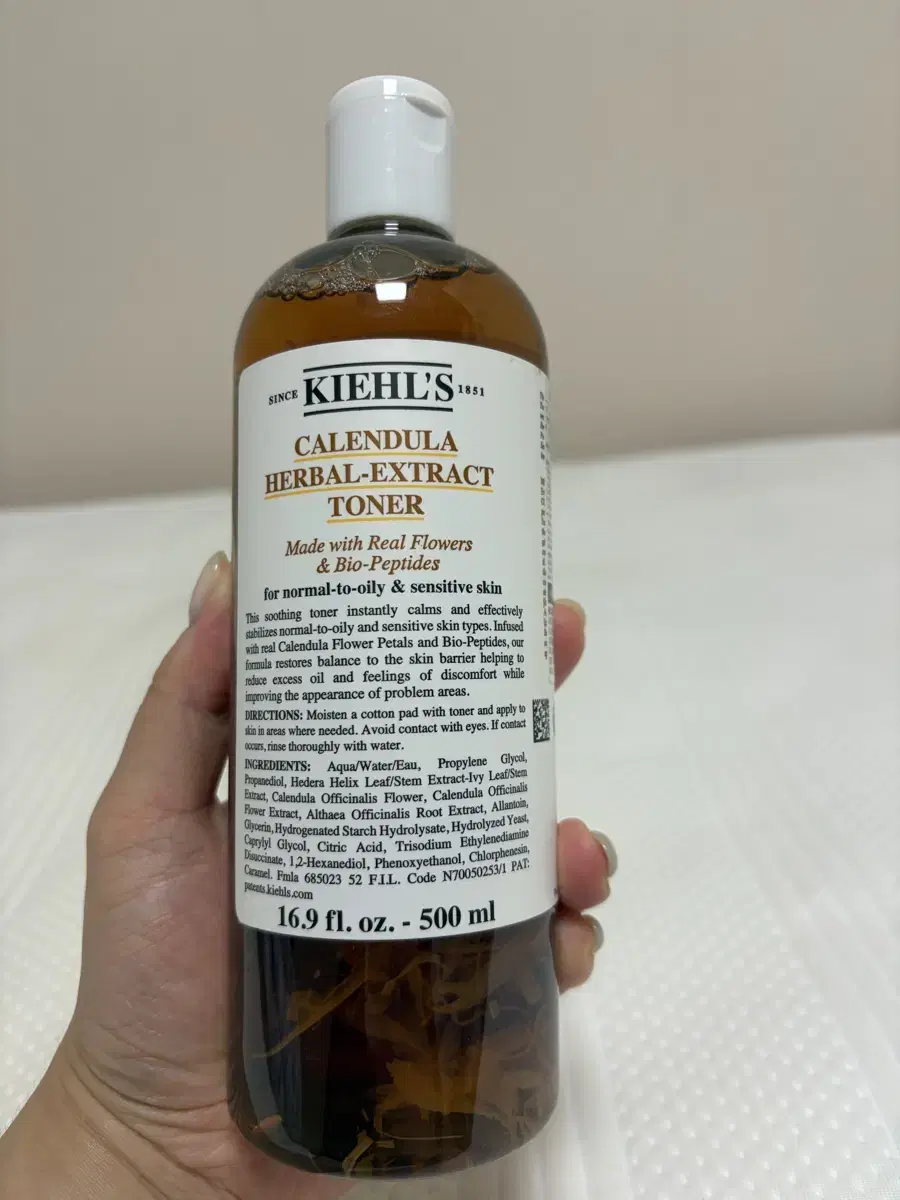 SINCE KIEHL'S 1851
CALENDULA
HERBAL-EXTRACT
TONER
Made with Real Flowers
& Bio-Peptides
for normal-to-oily & sensitive skin
This soothing toner instantly calms and effectively
stabilizes normal-to-oily and sensitive skin types. Infused
with real Calendula Flower Petals and Bio-Peptides, our
formula restores balance to the skin barrier helping to
reduce excess oil and feelings of discomfort while
improving the appearance of problem areas.
DIRECTIONS: Moisten a cotton pad with toner and apply to
skin in areas where needed. Avoid contact with eyes. If contact
occurs, rinse thoroughly with water.
INGREDIENTS: Aqua/Water/Eau, Propylene Glycol,
Propanediol, Hedera Helix Leaf/Stem Extract-Ivy Leaf/Stem
Extract, Calendula Officinalis Flower, Calendula Officinalis
Flower Extract, Althaea Officinalis Root Extract, Allantoin,
Glycerin, Hydrogenated Starch Hydrolysate, Hydrolyzed Yeast,
Caprylyl Glycol, Citric Acid, Trisodium Ethylenediamine
Disuccinate, 1,2-Hexanediol, Phenoxyethanol, Chlorphenesin,
Caramel. Fmla 685023 52 F.I.L. Code N70050253/1 PAT:
patents.kiehls.com
16.9 fl. oz. - 500 ml